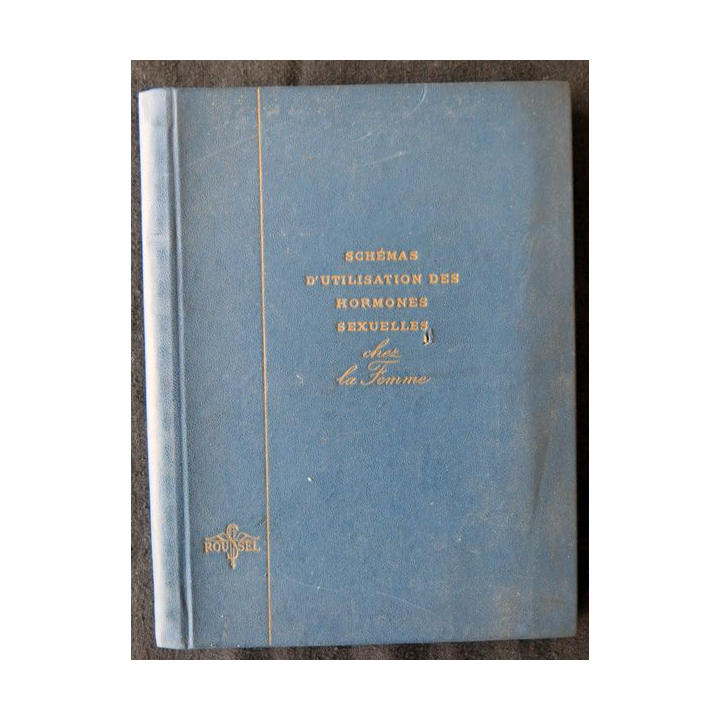 SCHÉMAS
D'UTILISATION DES
HORMONES
SEXUELLES
chez
la Femme
ROUSSEL